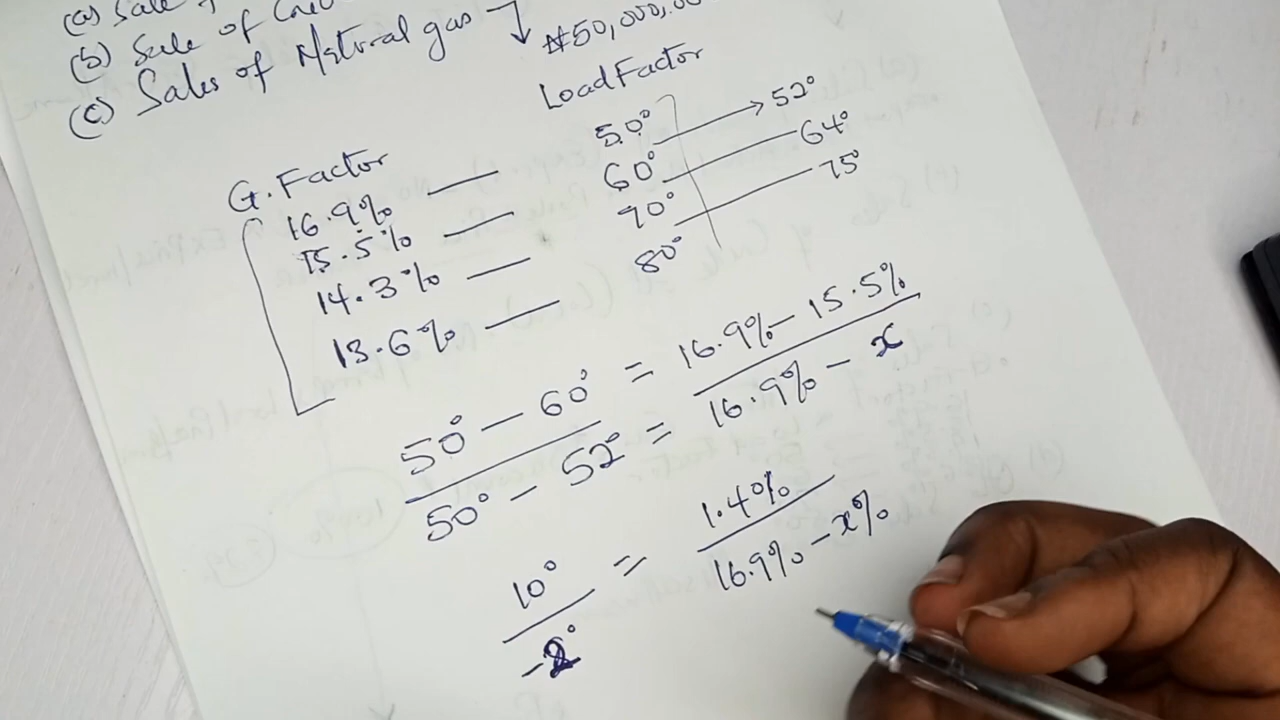 (a) Sale
(b) Sale of
(c) Sales of Natural gas ↓ ₦50,000,00
Load Factor
G. Factor
16.9% —
15.5% —
14.3% —
13.6% —
50° → 52°
60° — 64°
70° — 75°
80°
50° — 60° = 16.9% — 15.5%
50° — 52° = 16.9% — x
10° = 1.4%
-2° 16.9% — x%